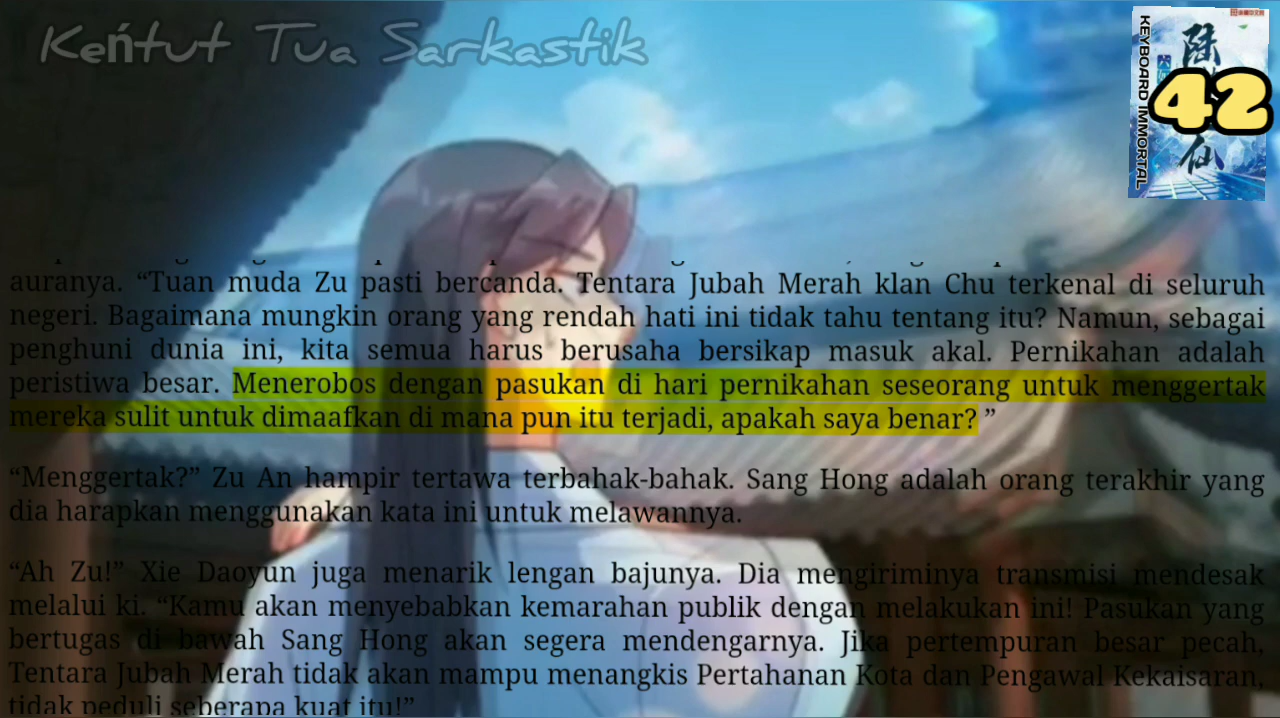 Keńtut Tua Sarkastik
KEYBOARD IMMORTAL
42
仙
auranya. “Tuan muda Zu pasti bercanda. Tentara Jubah Merah klan Chu terkenal di seluruh
negeri. Bagaimana mungkin orang yang rendah hati ini tidak tahu tentang itu? Namun, sebagai
penghuni dunia ini, kita semua harus berusaha bersikap masuk akal. Pernikahan adalah
peristiwa besar. Menerobos dengan pasukan di hari pernikahan seseorang untuk menggertak
mereka sulit untuk dimaafkan di mana pun itu terjadi, apakah saya benar? ”
“Menggertak?” Zu An hampir tertawa terbahak-bahak. Sang Hong adalah orang terakhir yang
dia harapkan menggunakan kata ini untuk melawannya.
“Ah Zu!” Xie Daoyun juga menarik lengan bajunya. Dia mengiriminya transmisi mendesak
melalui ki. “Kamu akan menyebabkan kemarahan publik dengan melakukan ini! Pasukan yang
bertugas di bawah Sang Hong akan segera mendengarnya. Jika pertempuran besar pecah,
Tentara Jubah Merah tidak akan mampu menangkis Pertahanan Kota dan Pengawal Kekaisaran,
tidak peduli seberapa kuat itu!”